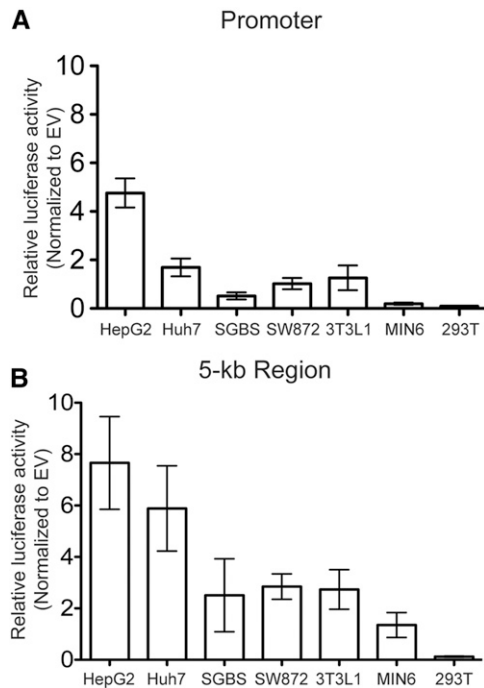 A
Promoter
Relative luciferase activity
(Normalized to EV)
10
8
6
4
2
0
HepG2 Huh7 SGBS SW872 3T3L1 MIN6 293T
B
5-kb Region
Relative luciferase activity
(Normalized to EV)
10
8
6
4
2
0
HepG2 Huh7 SGBS SW872 3T3L1 MIN6 293T